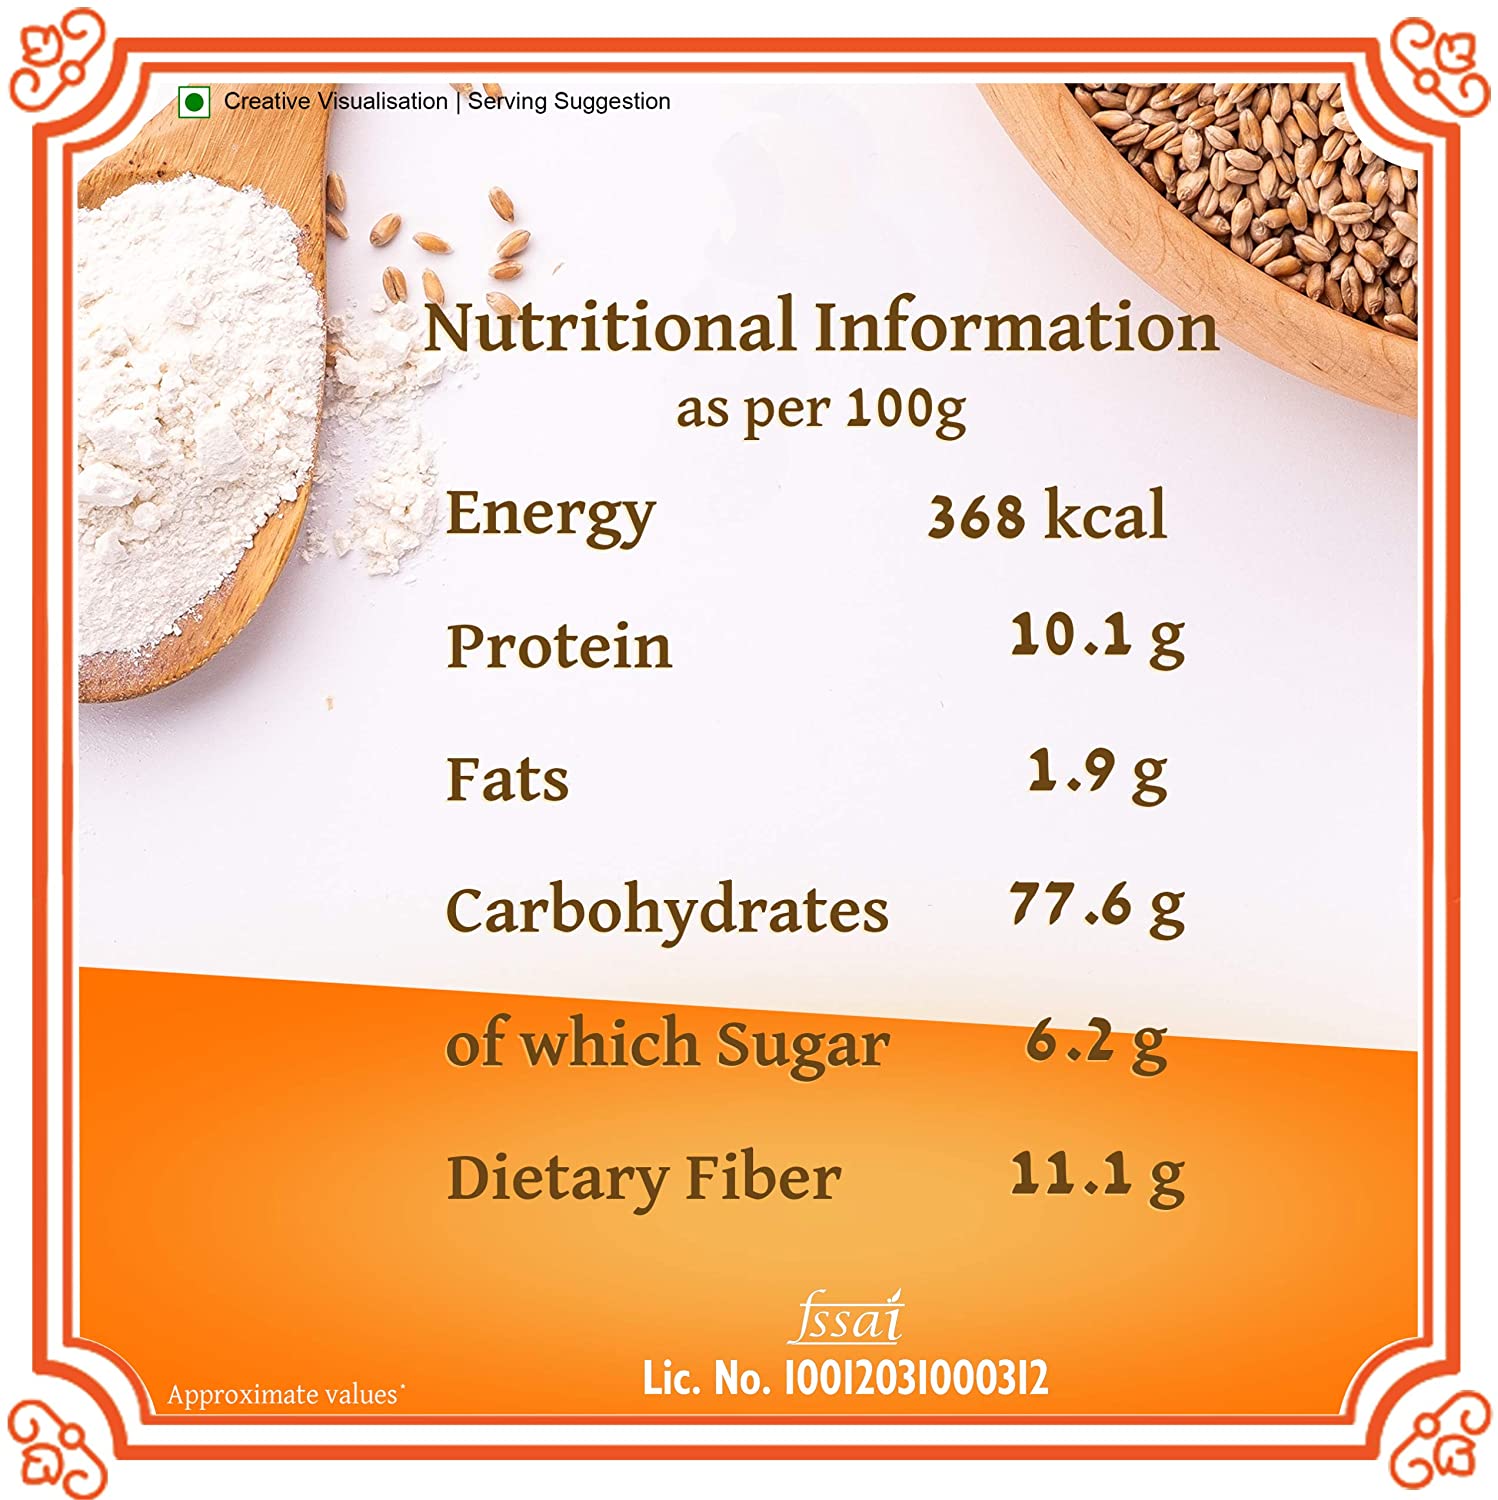 Creative Visualisation | Serving Suggestion
Nutritional Information
as per 100g
Energy 368 kcal
Protein 10.1 g
Fats 1.9 g
Carbohydrates 77.6 g
of which Sugar 6.2 g
Dietary Fiber 11.1 g
fssai
Lic. No. 10012031000312
Approximate values*